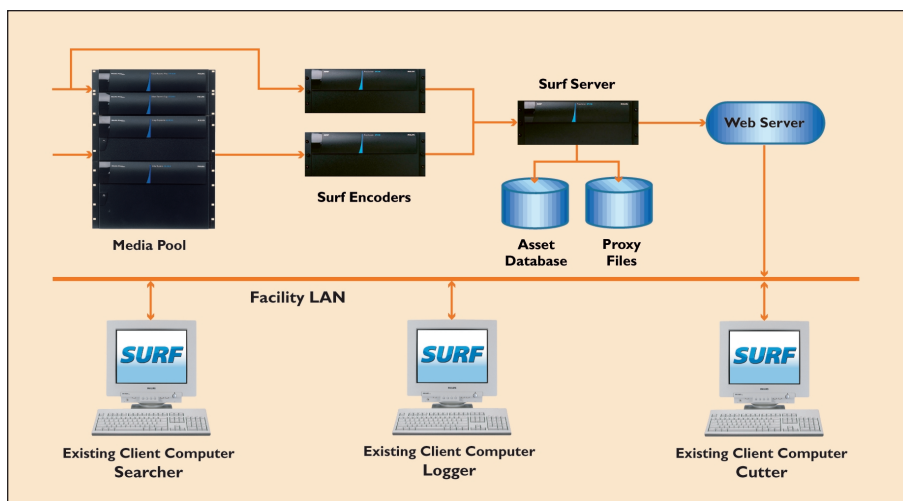 Surf Server
Web Server
Surf Encoders
Media Pool
Asset
Database
Proxy
Files
Facility LAN
SURF
SURF
SURF
Existing Client Computer
Searcher
Existing Client Computer
Logger
Existing Client Computer
Cutter